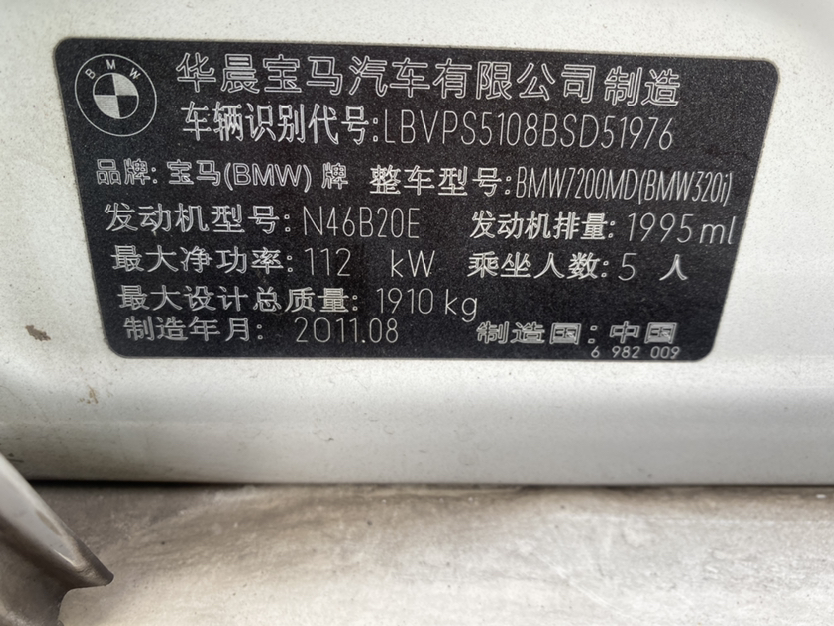 BMW
华晨宝马汽车有限公司 制造
车辆识别代号:LBVPS5108BSD51976
品牌: 宝马(BMW) 牌 整车型号:BMW7200MD(BMW320i)
发动机型号: N46B20E 发动机排量: 1995 ml
最大净功率: 112 kW 乘坐人数: 5 人
最大设计总质量: 1910 kg
制造年月: 2011.08 制造国: 中国
6 982 009